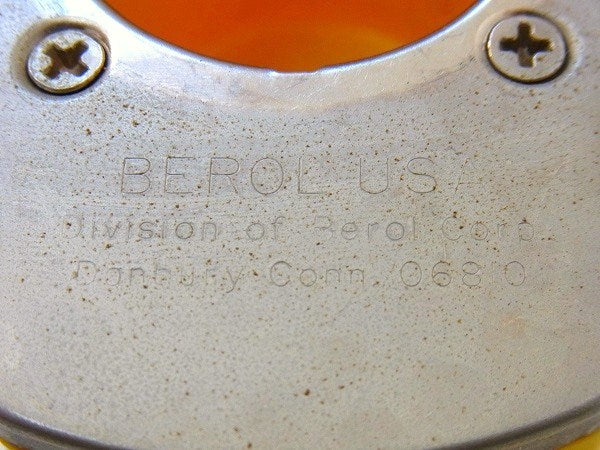 BEROL USA
Division of Berol Corp.
Danbury Conn. 06810